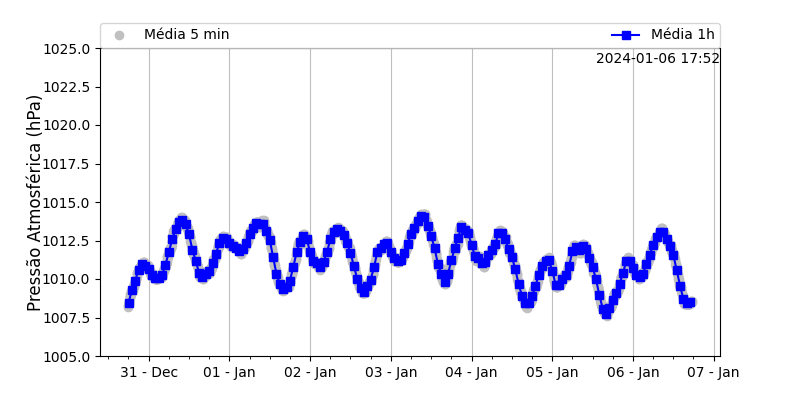 Média 5 min
Média 1h
2024-01-06 17:52
Pressão Atmosférica (hPa)
1025.0
1022.5
1020.0
1017.5
1015.0
1012.5
1010.0
1007.5
1005.0
31 - Dec
01 - Jan
02 - Jan
03 - Jan
04 - Jan
05 - Jan
06 - Jan
07 - Jan